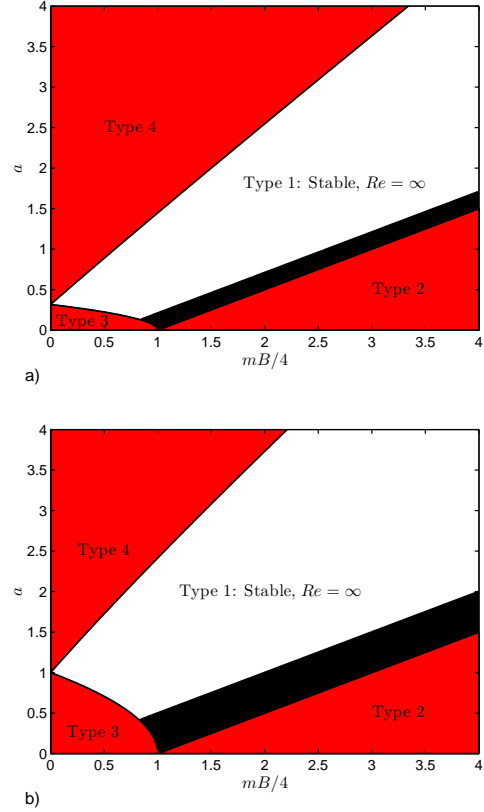 4
3.5
3
2.5
2
1.5
1
0.5
0
a
Type 4
Type 1: Stable, Re = ∞
Type 2
Type 3
0 0.5 1 1.5 2 2.5 3 3.5 4
mB/4
a)
4
3.5
3
2.5
2
1.5
1
0.5
0
a
Type 4
Type 1: Stable, Re = ∞
Type 2
Type 3
0 0.5 1 1.5 2 2.5 3 3.5 4
mB/4
b)